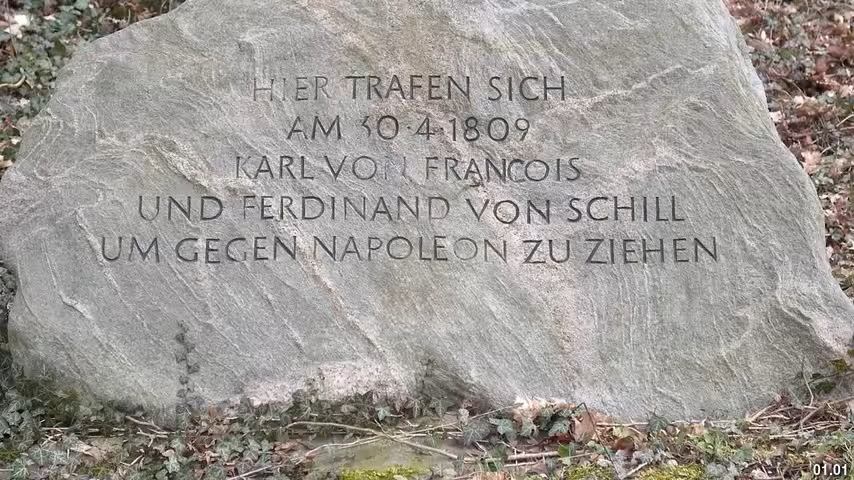 HIER TRAFEN SICH
AM 30·4·1809
KARL VON FRANÇOIS
UND FERDINAND VON SCHILL
UM GEGEN NAPOLEON ZU ZIEHEN
01.01